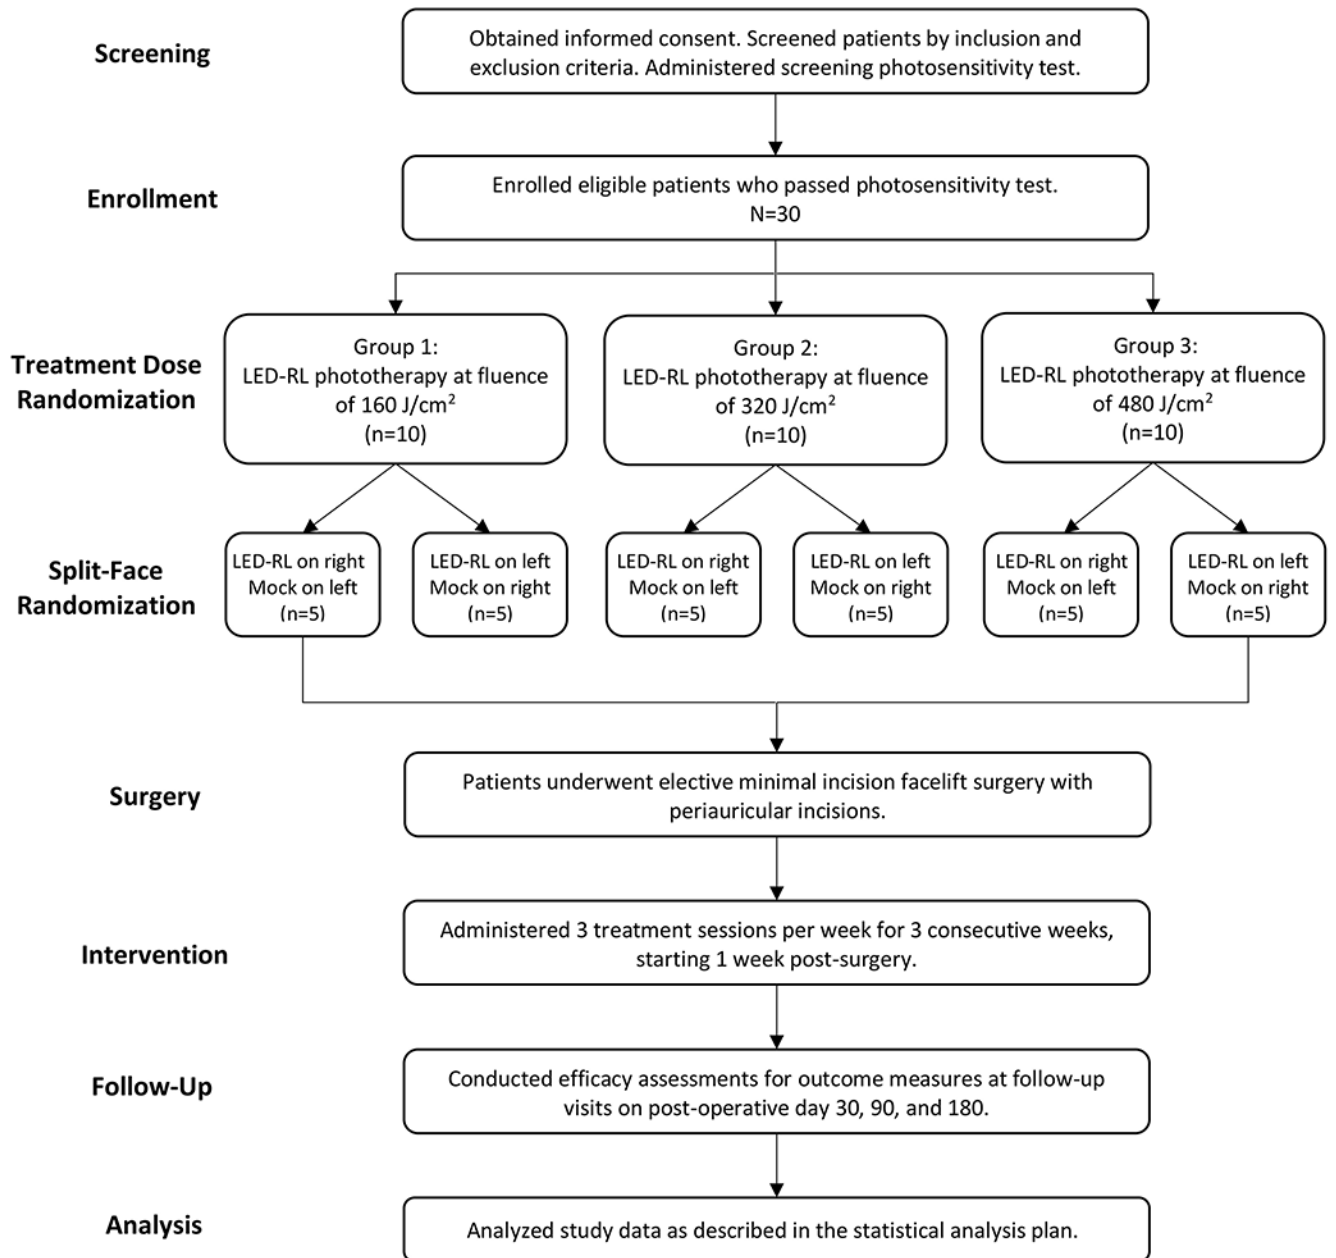 Screening
Obtained informed consent. Screened patients by inclusion and
exclusion criteria. Administered screening photosensitivity test.
Enrollment
Enrolled eligible patients who passed photosensitivity test.
N=30
Treatment Dose
Randomization
Group 1:
LED-RL phototherapy at fluence
of 160 J/cm²
(n=10)
Group 2:
LED-RL phototherapy at fluence
of 320 J/cm²
(n=10)
Group 3:
LED-RL phototherapy at fluence
of 480 J/cm²
(n=10)
Split-Face
Randomization
LED-RL on right
Mock on left
(n=5)
LED-RL on left
Mock on right
(n=5)
LED-RL on right
Mock on left
(n=5)
LED-RL on left
Mock on right
(n=5)
LED-RL on right
Mock on left
(n=5)
LED-RL on left
Mock on right
(n=5)
Surgery
Patients underwent elective minimal incision facelift surgery with
periauricular incisions.
Intervention
Administered 3 treatment sessions per week for 3 consecutive weeks,
starting 1 week post-surgery.
Follow-Up
Conducted efficacy assessments for outcome measures at follow-up
visits on post-operative day 30, 90, and 180.
Analysis
Analyzed study data as described in the statistical analysis plan.